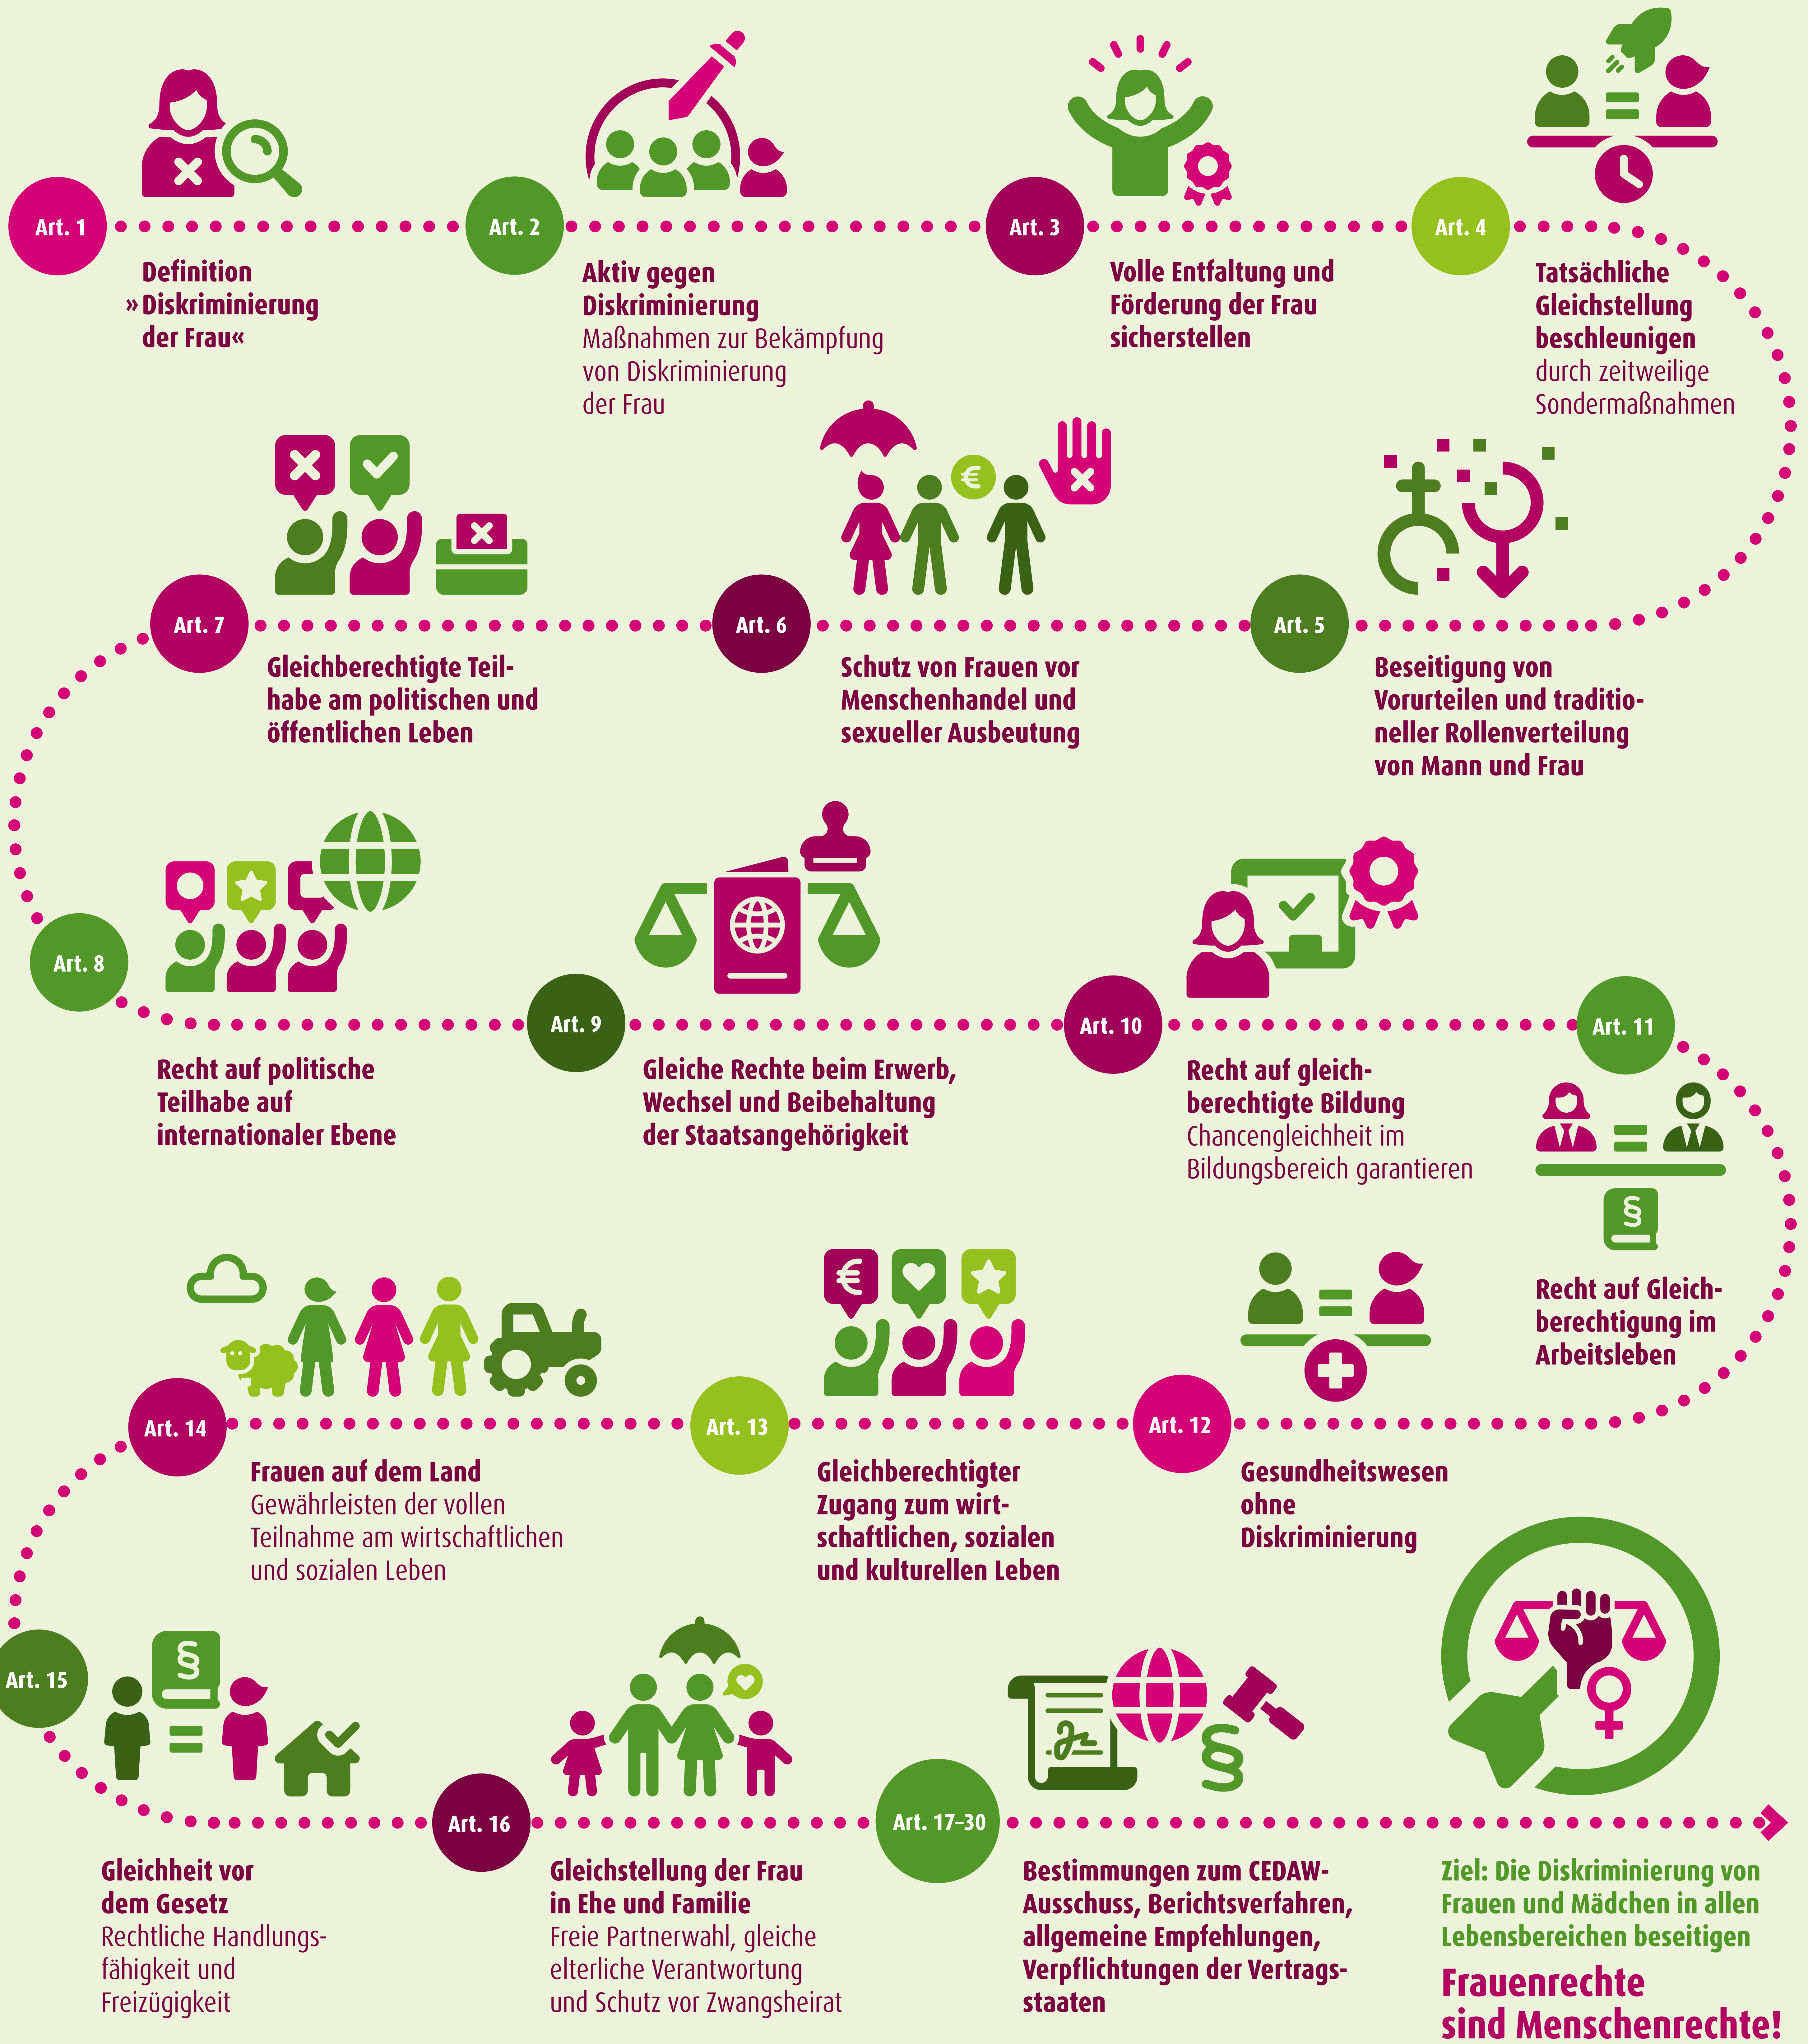 Art. 1
Definition
»Diskriminierung
der Frau«
Art. 2
Aktiv gegen
Diskriminierung
Maßnahmen zur Bekämpfung
von Diskriminierung
der Frau
Art. 3
Volle Entfaltung und
Förderung der Frau
sicherstellen
Art. 4
Tatsächliche
Gleichstellung
beschleunigen
durch zeitweilige
Sondermaßnahmen
Art. 5
Beseitigung von
Vorurteilen und traditio-
neller Rollenverteilung
von Mann und Frau
€
Art. 6
Schutz von Frauen vor
Menschenhandel und
sexueller Ausbeutung
Art. 7
Gleichberechtigte Teil-
habe am politischen und
öffentlichen Leben
Art. 8
Recht auf politische
Teilhabe auf
internationaler Ebene
Art. 9
Gleiche Rechte beim Erwerb,
Wechsel und Beibehaltung
der Staatsangehörigkeit
Art. 10
Recht auf gleich-
berechtigte Bildung
Chancengleichheit im
Bildungsbereich garantieren
Art. 11
§
Recht auf Gleich-
berechtigung im
Arbeitsleben
Art. 12
Gesundheitswesen
ohne
Diskriminierung
€
Art. 13
Gleichberechtigter
Zugang zum wirt-
schaftlichen, sozialen
und kulturellen Leben
Art. 14
Frauen auf dem Land
Gewährleisten der vollen
Teilnahme am wirtschaftlichen
und sozialen Leben
Art. 15
§
Gleichheit vor
dem Gesetz
Rechtliche Handlungs-
fähigkeit und
Freizügigkeit
Art. 16
Gleichstellung der Frau
in Ehe und Familie
Freie Partnerwahl, gleiche
elterliche Verantwortung
und Schutz vor Zwangsheirat
Art. 17–30
§
Bestimmungen zum CEDAW-
Ausschuss, Berichtsverfahren,
allgemeine Empfehlungen,
Verpflichtungen der Vertrags-
staaten
Ziel: Die Diskriminierung von
Frauen und Mädchen in allen
Lebensbereichen beseitigen
Frauenrechte
sind Menschenrechte!